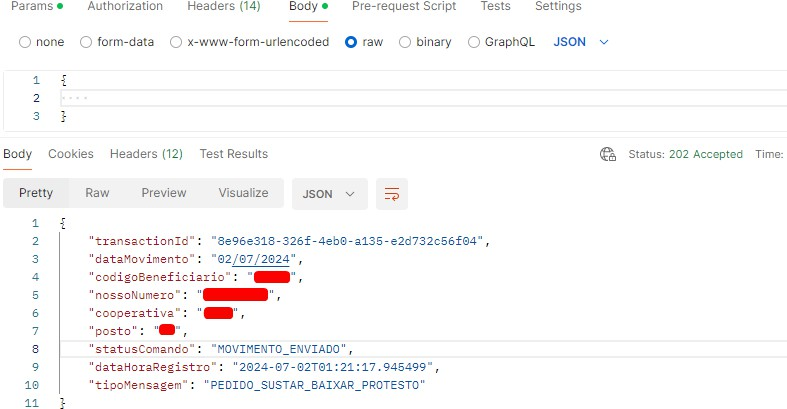 Params Authorization Headers (14) Body Pre-request Script Tests Settings
none form-data x-www-form-urlencoded raw binary GraphQL JSON
1 {
2 ····
3 }
Body Cookies Headers (12) Test Results Status: 202 Accepted Time:
Pretty Raw Preview Visualize JSON
1 {
2 "transactionId": "8e96e318-326f-4eb0-a135-e2d732c56f04",
3 "dataMovimento": "02/07/2024",
4 "codigoBeneficiario": "",
5 "nossoNumero": "",
6 "cooperativa": "",
7 "posto": "",
8 "statusComando": "MOVIMENTO_ENVIADO",
9 "dataHoraRegistro": "2024-07-02T01:21:17.945499",
10 "tipoMensagem": "PEDIDO_SUSTAR_BAIXAR_PROTESTO"
11 }